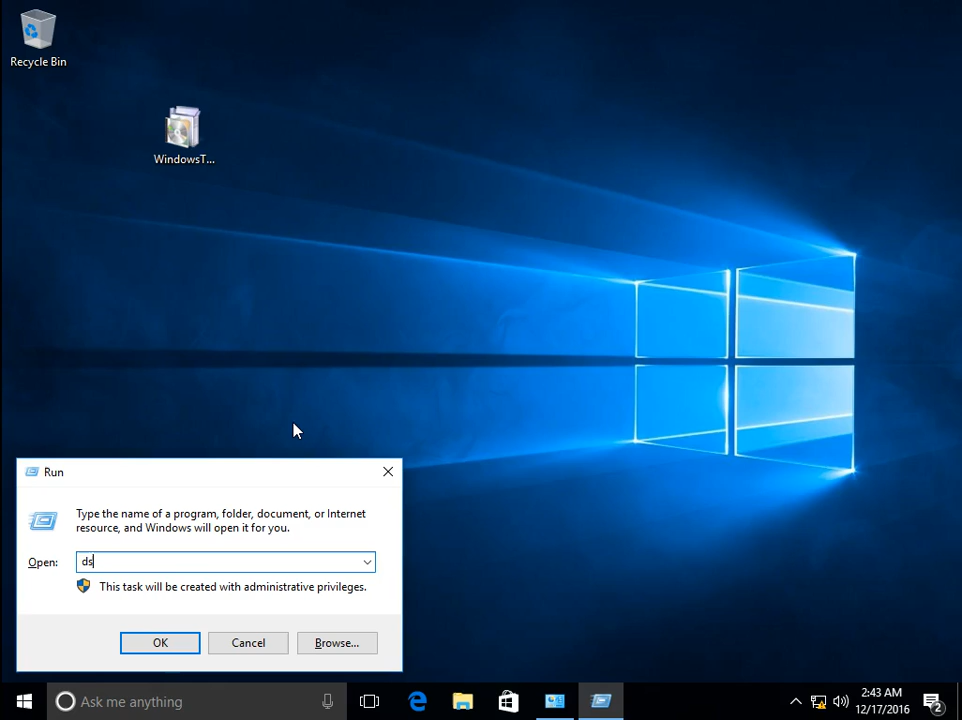 Recycle Bin
WindowsT...
Run
Type the name of a program, folder, document, or Internet
resource, and Windows will open it for you.
Open:
ds
This task will be created with administrative privileges.
OK
Cancel
Browse...
Ask me anything
2:43 AM
12/17/2016
2